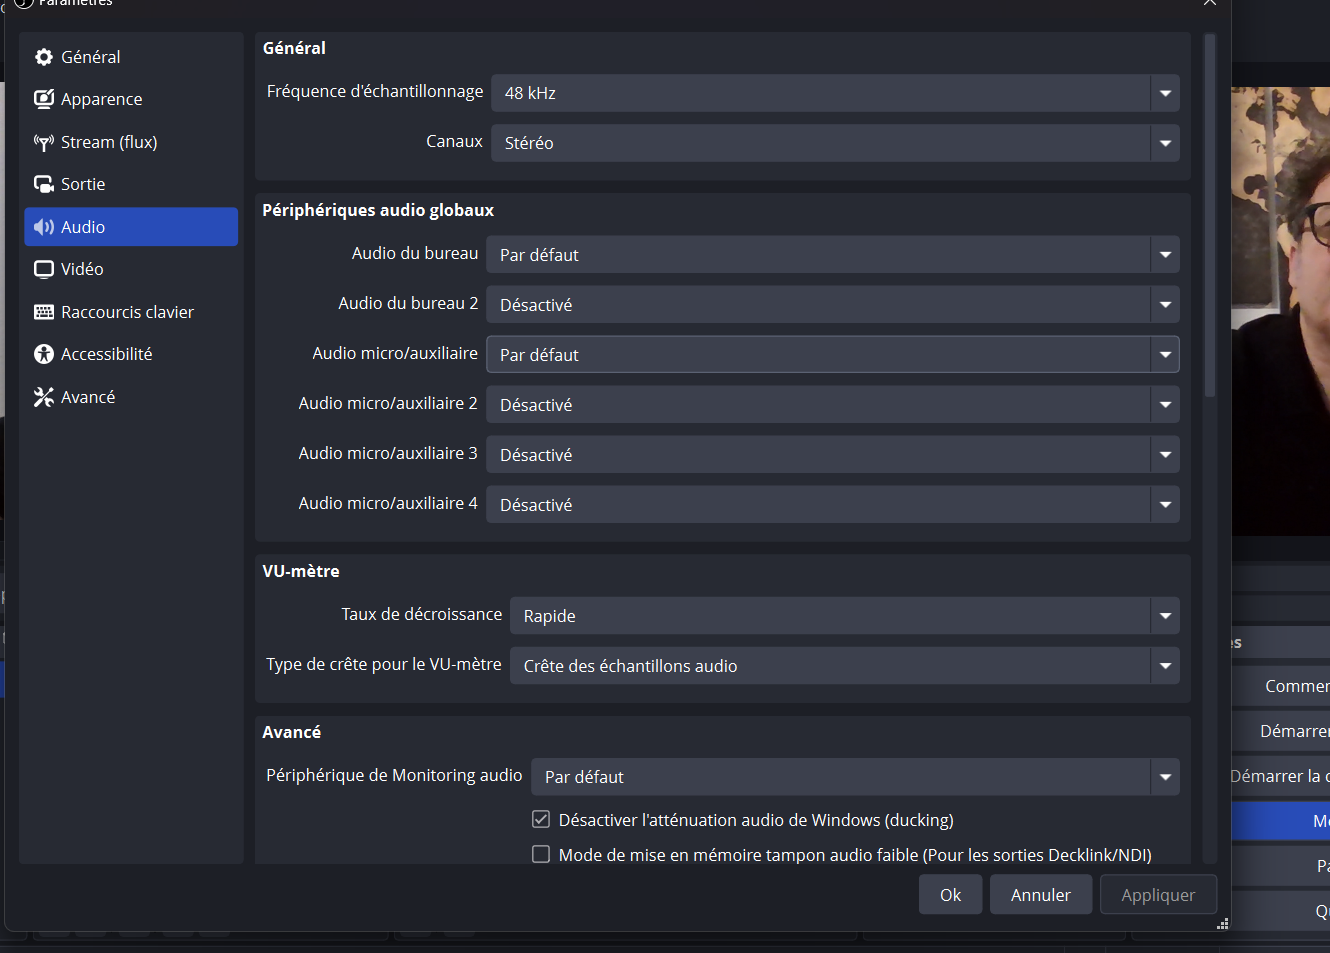 Paramètres
Général
Apparence
Stream (flux)
Sortie
Audio
Vidéo
Raccourcis clavier
Accessibilité
Avancé
Général
Fréquence d'échantillonnage 48 kHz
Canaux Stéréo
Périphériques audio globaux
Audio du bureau Par défaut
Audio du bureau 2 Désactivé
Audio micro/auxiliaire Par défaut
Audio micro/auxiliaire 2 Désactivé
Audio micro/auxiliaire 3 Désactivé
Audio micro/auxiliaire 4 Désactivé
VU-mètre
Taux de décroissance Rapide
Type de crête pour le VU-mètre Crête des échantillons audio
Avancé
Périphérique de Monitoring audio Par défaut
Désactiver l'atténuation audio de Windows (ducking)
Mode de mise en mémoire tampon audio faible (Pour les sorties Decklink/NDI)
Ok Annuler Appliquer
es
Commer
Démarrer
Démarrer la c
Mo
Pa
Qu